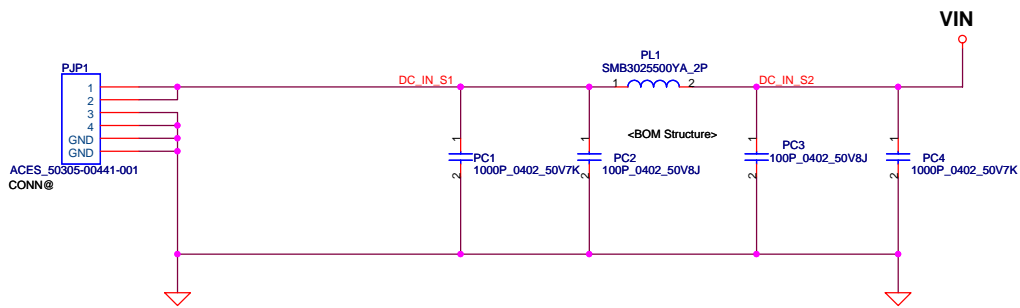 VIN
PL1
SMB3025500YA_2P
PJP1
DC_IN_S1
DC_IN_S2
1
2
1
2
3
4
GND
GND
<BOM Structure>
1
1
1
1
PC1
PC2
PC3
PC4
2
2
2
2
1000P_0402_50V7K
100P_0402_50V8J
100P_0402_50V8J
1000P_0402_50V7K
ACES_50305-00441-001
CONN@